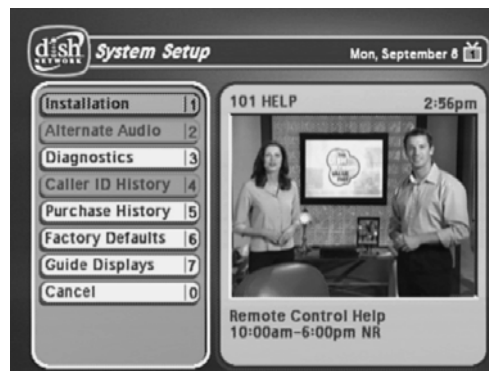 dish
NETWORK
System Setup
Mon, September 8
Installation 1
Alternate Audio 2
Diagnostics 3
Caller ID History 4
Purchase History 5
Factory Defaults 6
Guide Displays 7
Cancel 0
101 HELP 2:56pm
Remote Control Help
10:00am-6:00pm NR